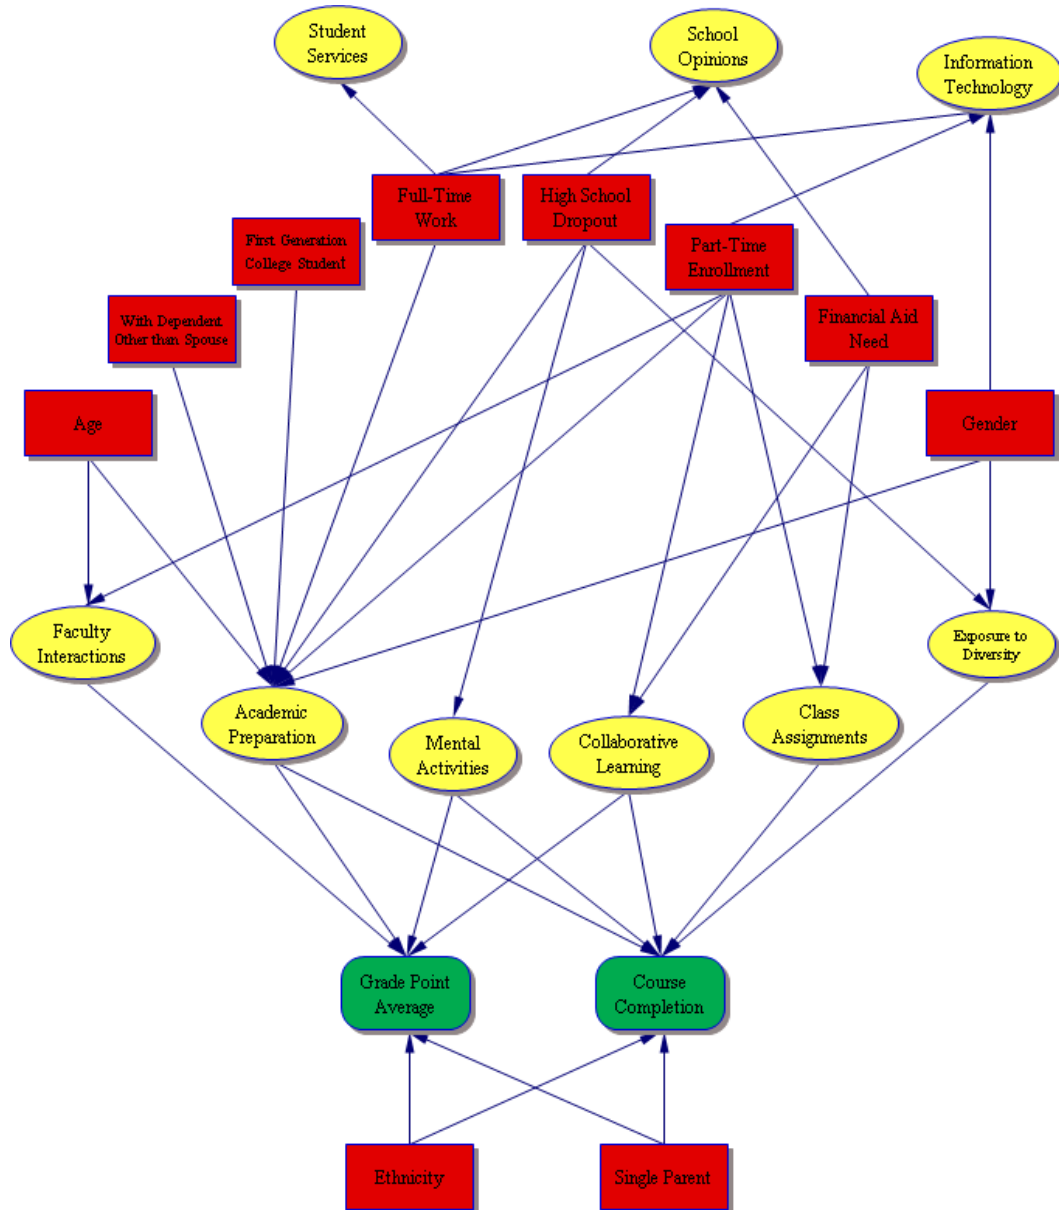 Student
Services
School
Opinions
Information
Technology
Full-Time
Work
High School
Dropout
First Generation
College Student
Part-Time
Enrollment
With Dependent
Other than Spouse
Financial Aid
Need
Age
Gender
Faculty
Interactions
Exposure to
Diversity
Academic
Preparation
Mental
Activities
Collaborative
Learning
Class
Assignments
Grade Point
Average
Course
Completion
Ethnicity
Single Parent